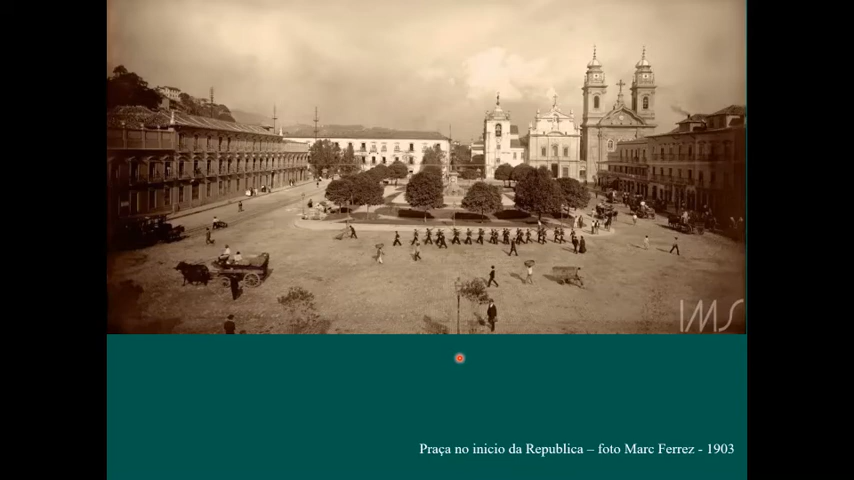 IMS
Praça no inicio da Republica – foto Marc Ferrez - 1903